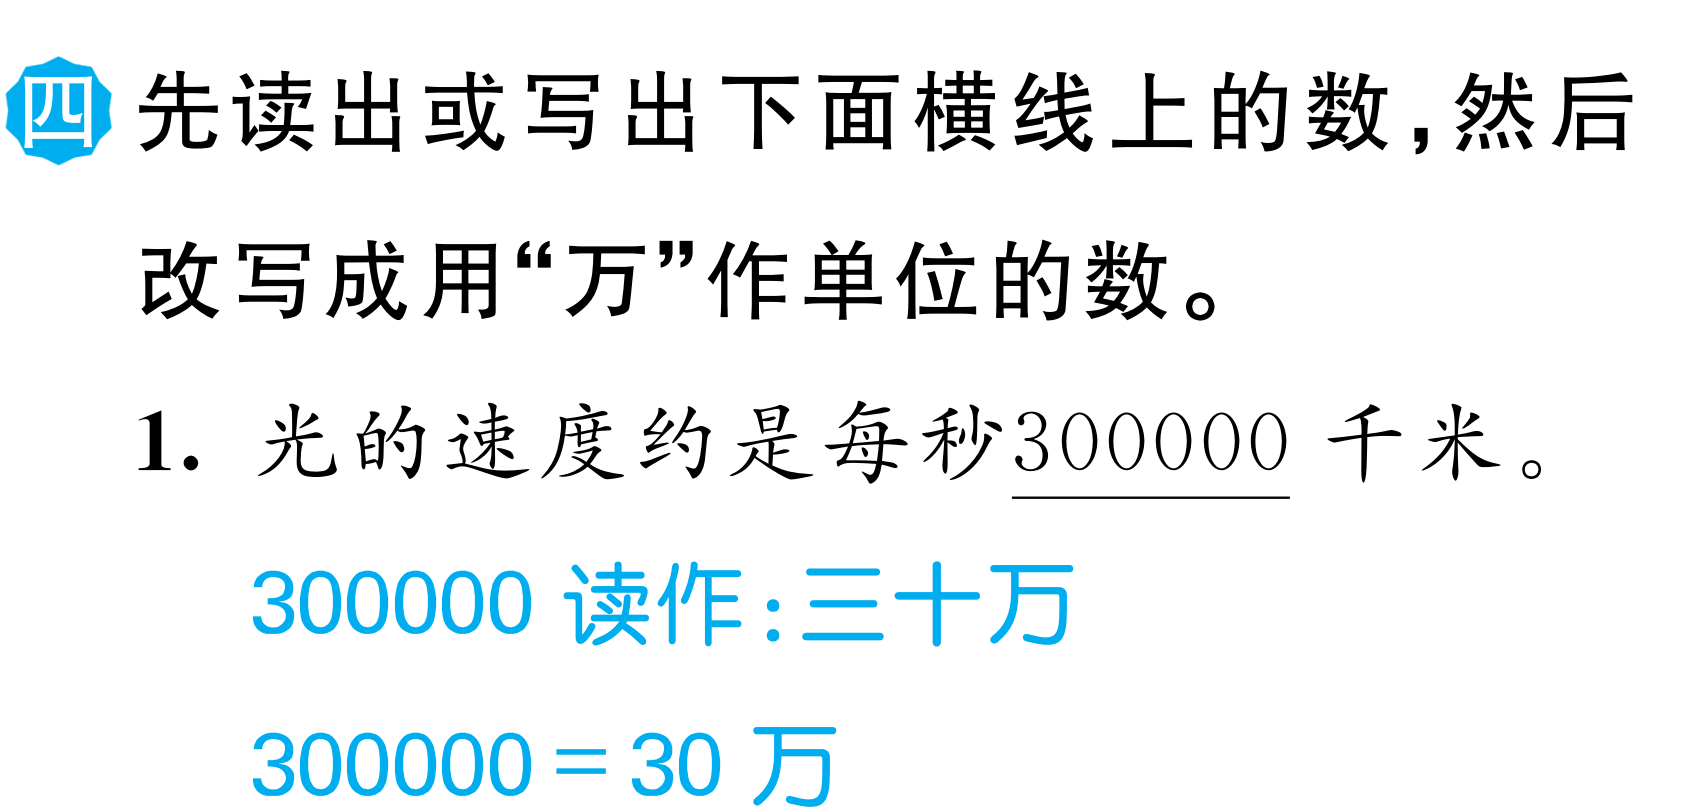 四 先读出或写出下面横线上的数,然后
改写成用“万”作单位的数。
1. 光的速度约是每秒300000 千米。
300000 读作:三十万
300000 = 30 万